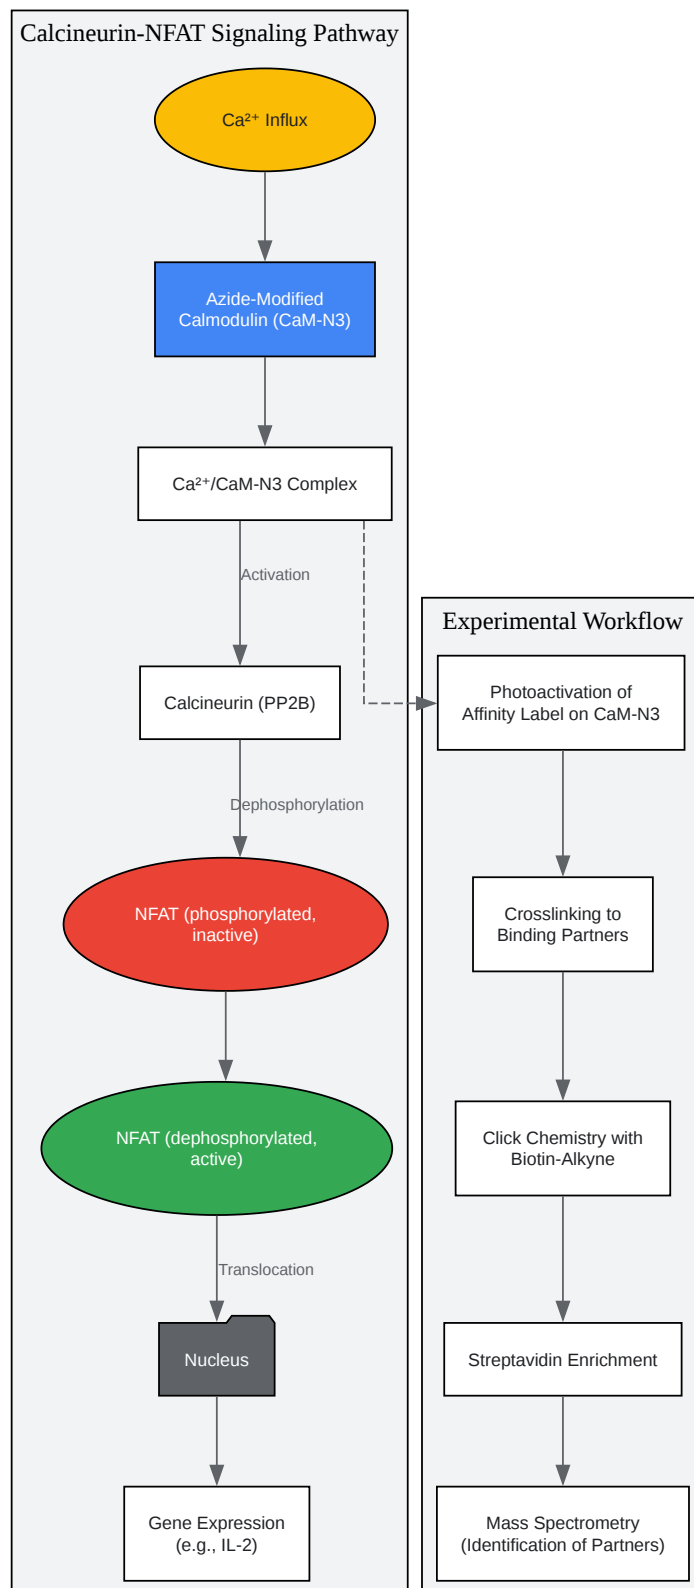 Calcineurin-NFAT Signaling Pathway
Ca²⁺ Influx
Azide-Modified
Calmodulin (CaM-N3)
Ca²⁺/CaM-N3 Complex
Activation
Calcineurin (PP2B)
Dephosphorylation
NFAT (phosphorylated,
inactive)
NFAT (dephosphorylated,
active)
Translocation
Nucleus
Gene Expression
(e.g., IL-2)
Experimental Workflow
Photoactivation of
Affinity Label on CaM-N3
Crosslinking to
Binding Partners
Click Chemistry with
Biotin-Alkyne
Streptavidin Enrichment
Mass Spectrometry
(Identification of Partners)